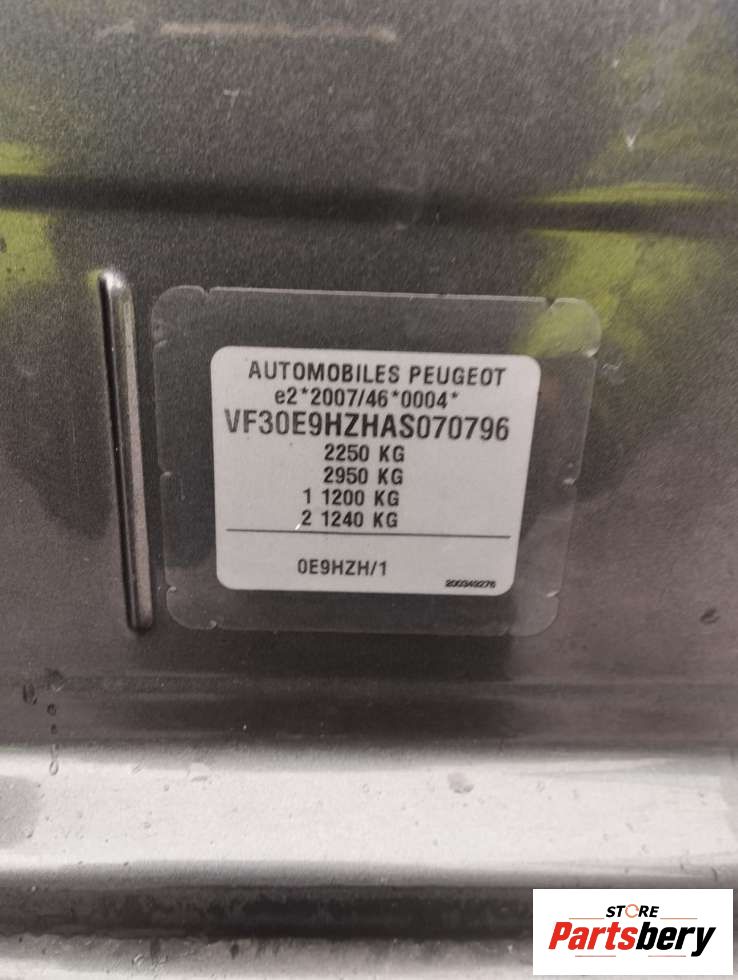 AUTOMOBILES PEUGEOT
e2*2007/46*0004*
VF30E9HZHAS070796
2250 KG
2950 KG
1 1200 KG
2 1240 KG
0E9HZH/1
200349276
STORE
Partsbery